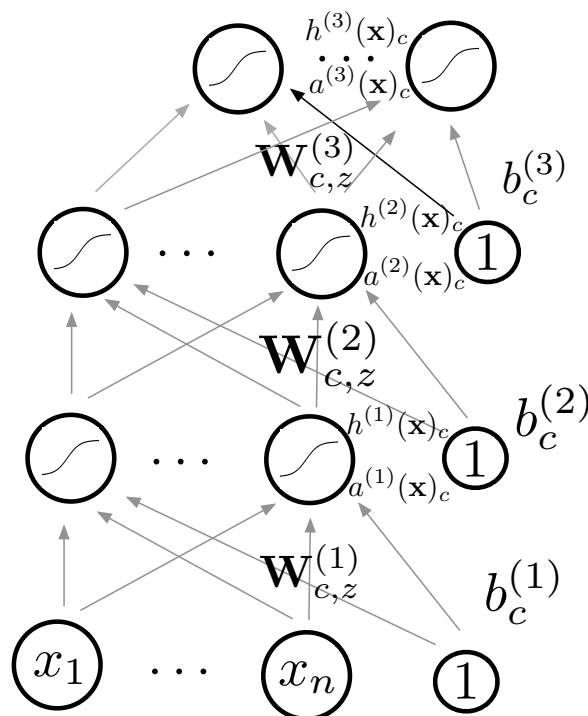 h^{(3)}(x)_c
· · ·
a^{(3)}(x)_c
W^{(3)}_{c,z}
b^{(3)}_c
h^{(2)}(x)_c
· · ·
1
a^{(2)}(x)_c
W^{(2)}_{c,z}
b^{(2)}_c
h^{(1)}(x)_c
· · ·
1
a^{(1)}(x)_c
W^{(1)}_{c,z}
b^{(1)}_c
x_1 · · · x_n 1